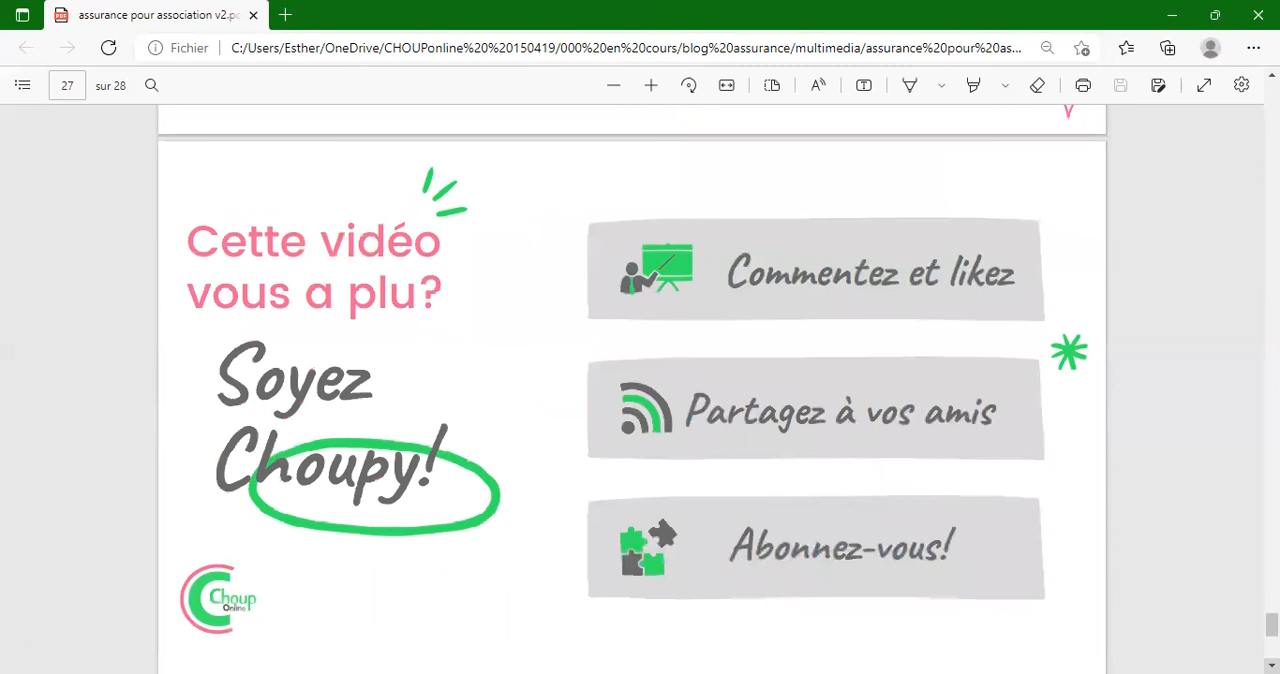 assurance pour association v2.pd
Fichier
C:/Users/Esther/OneDrive/CHOUPonline%20%20150419/000%20en%20cours/blog%20assurance/multimedia/assurance%20pour%20as...
27
sur 28
Cette vidéo
vous a plu?
Soyez
Choupy!
Choup
Online
Commentez et likez
Partagez à vos amis
Abonnez-vous!